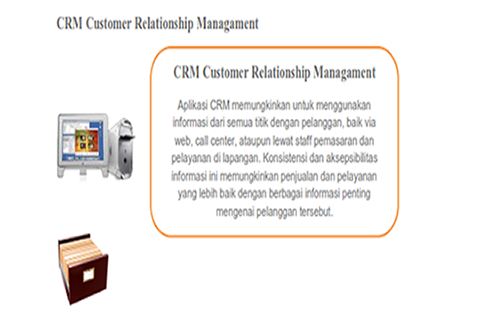 CRM Customer Relationship Managament
CRM Customer Relationship Managament
Aplikasi CRM memungkinkan untuk menggunakan
informasi dari semua titik dengan pelanggan, baik via
web, call center, ataupun lewat staff pemasaran dan
pelayanan di lapangan. Konsistensi dan aksepsibilitas
informasi ini memungkinkan penjualan dan pelayanan
yang lebih baik dengan berbagai informasi penting
mengenai pelanggan tersebut.